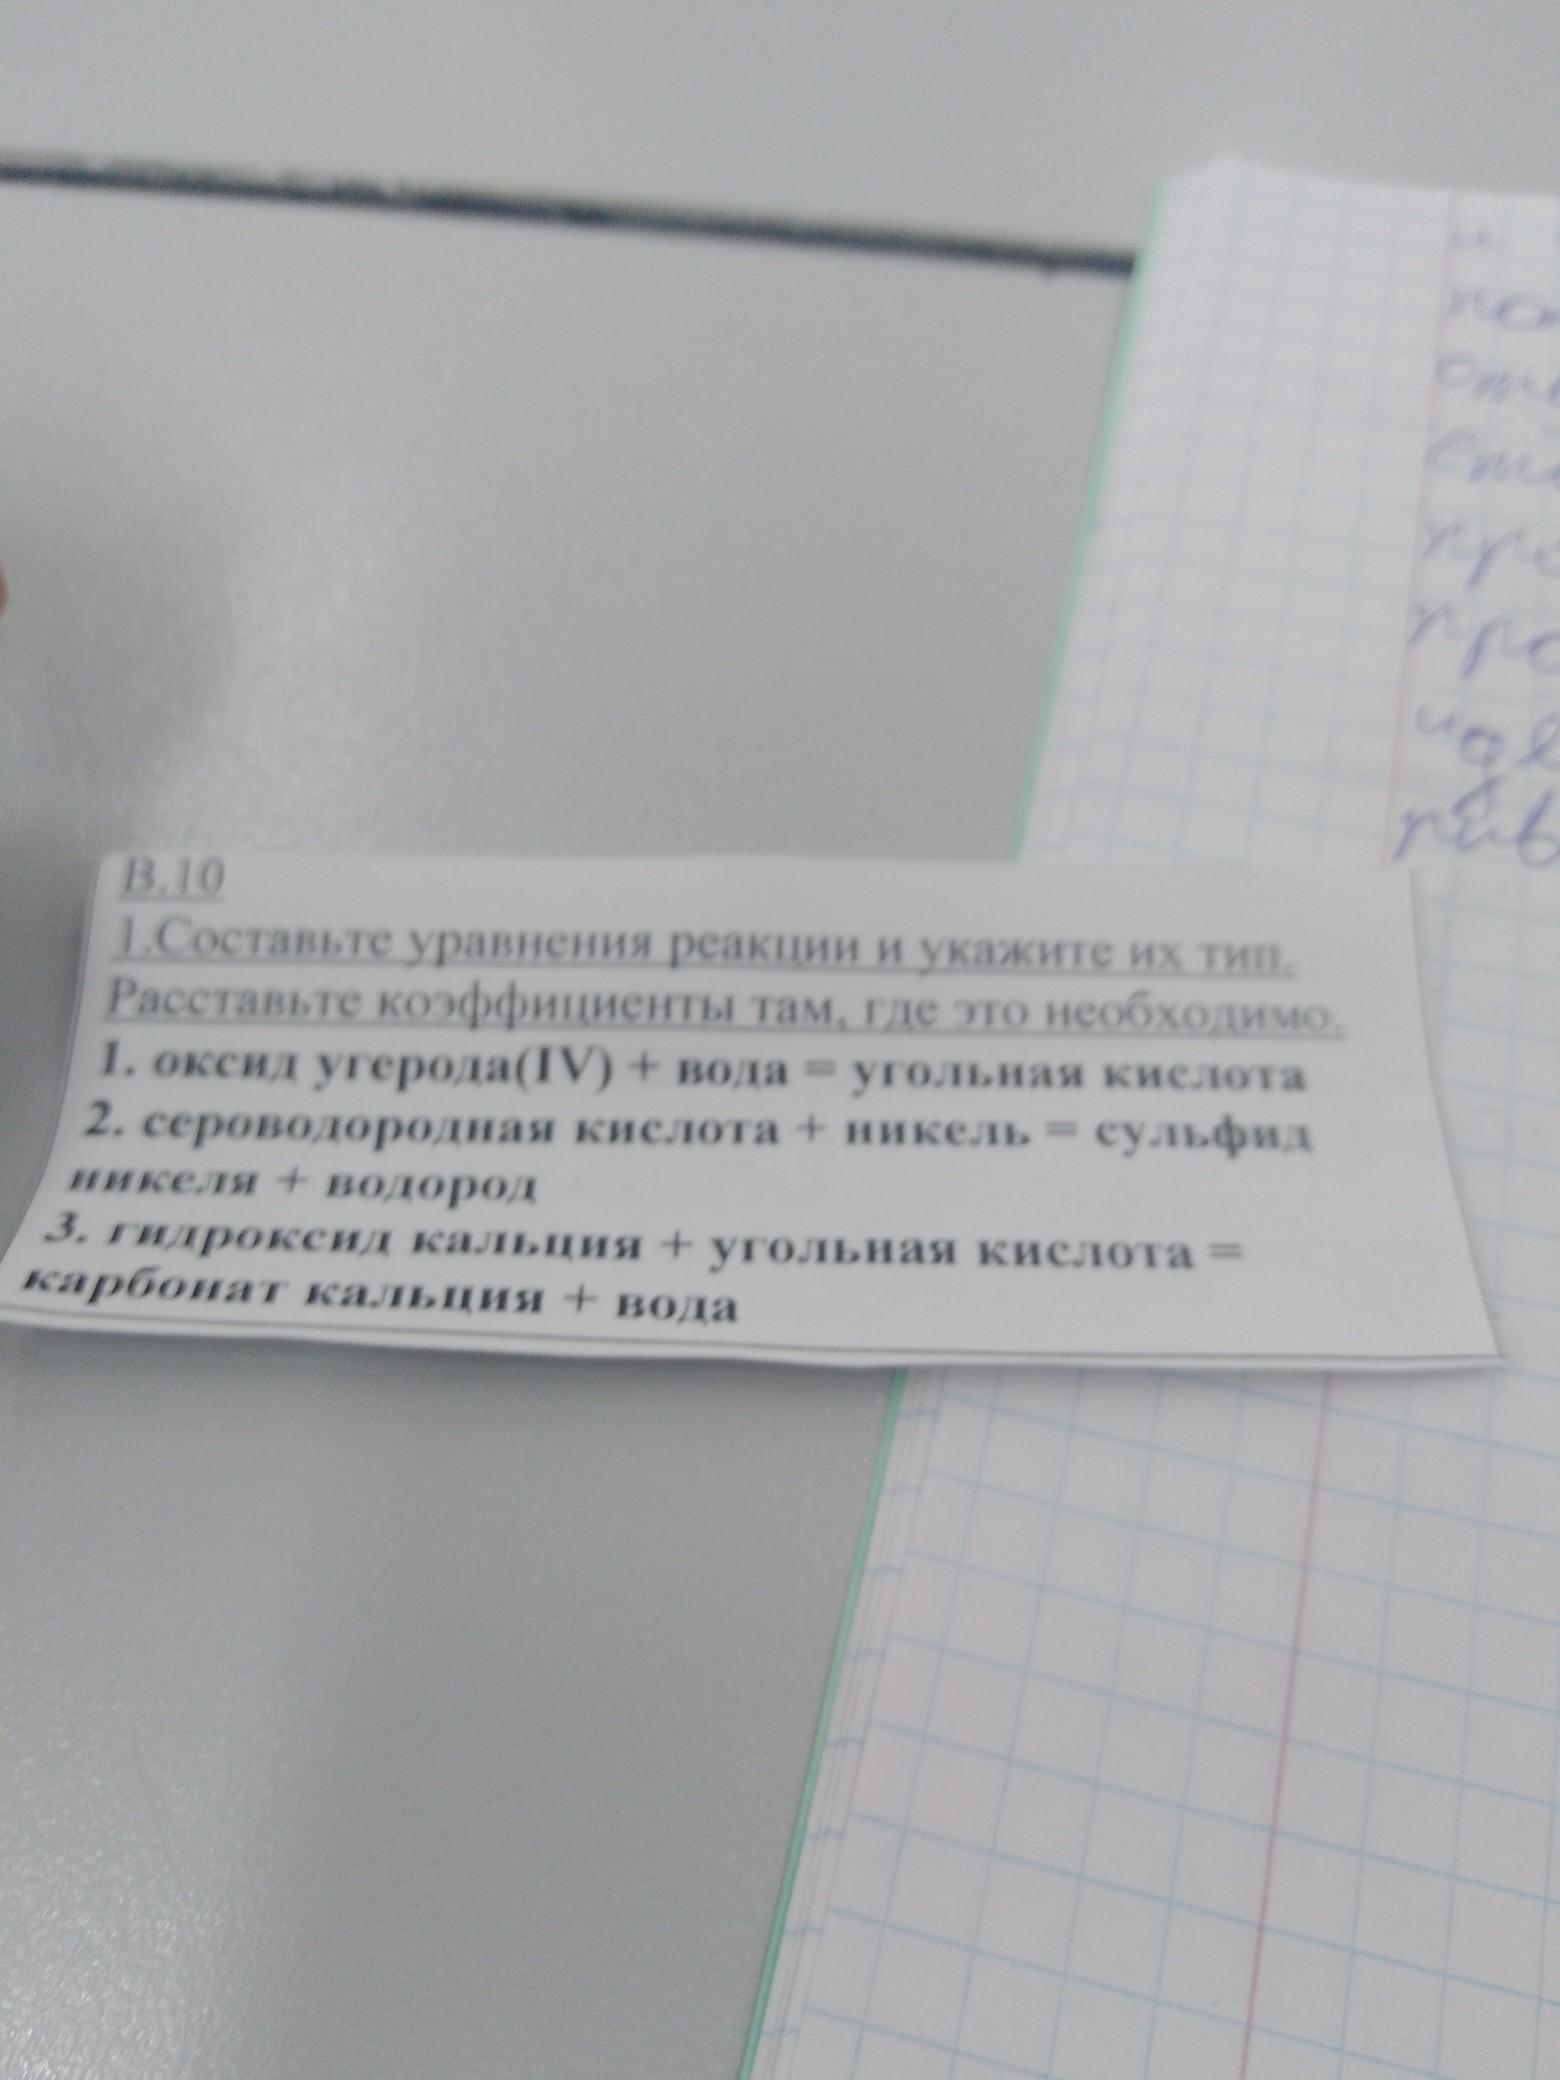 В.10
1.Составьте уравнения реакции и укажите их тип.
Расставьте коэффициенты там, где это необходимо.
1. оксид угерода(IV) + вода = угольная кислота
2. сероводородная кислота + никель = сульфид
никеля + водород
3. гидроксид кальция + угольная кислота =
карбонат кальция + вода